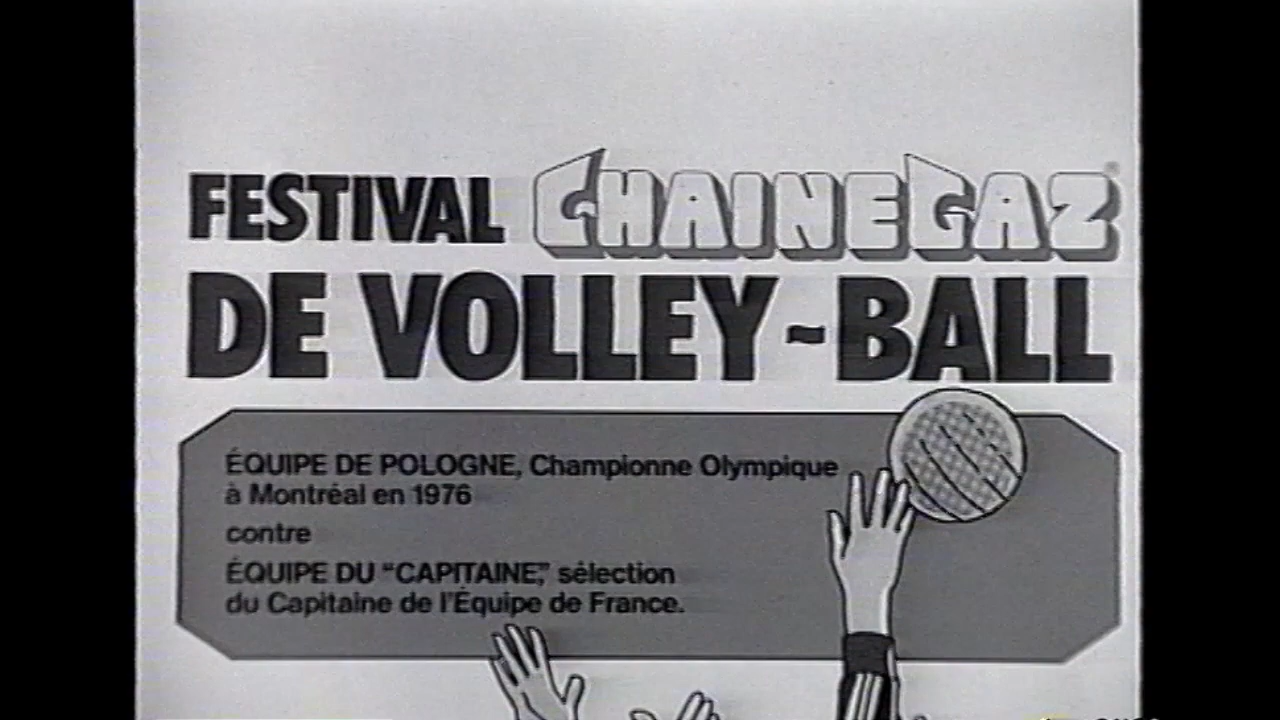 FESTIVAL CHAINEGAZ®
DE VOLLEY-BALL
ÉQUIPE DE POLOGNE, Championne Olympique
à Montréal en 1976
contre
ÉQUIPE DU "CAPITAINE", sélection
du Capitaine de l'Équipe de France.